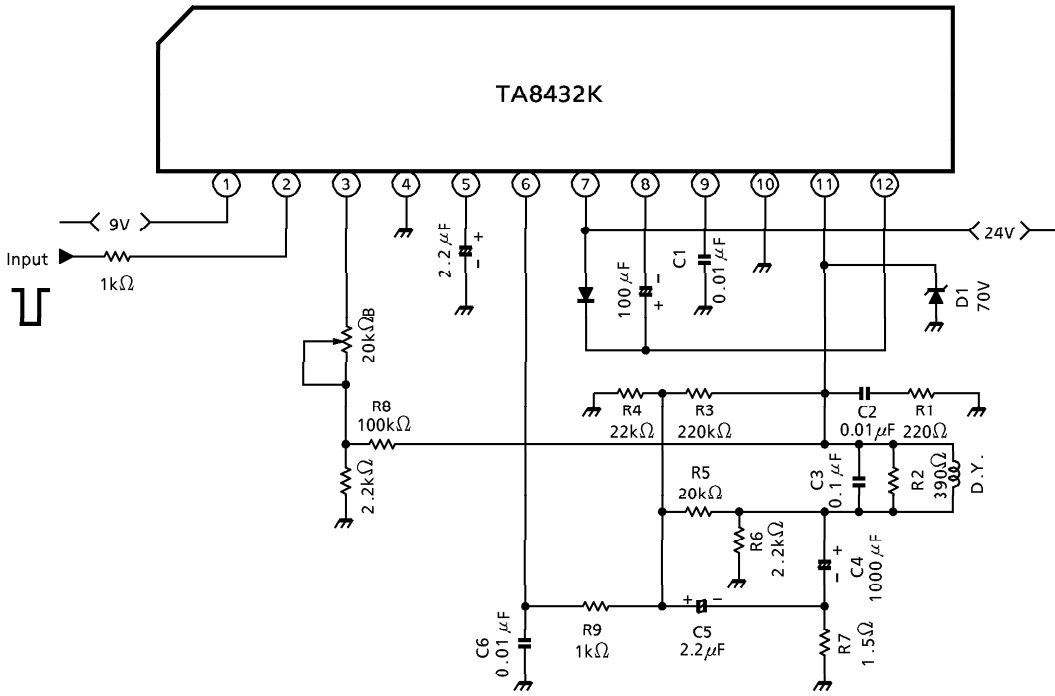 TA8432K
1
2
3
4
5
6
7
8
9
10
11
12
9V
24V
Input
1kΩ
2.2μF
+
-
100μF
-
+
C1
0.01μF
D1
70V
20kΩB
R8
100kΩ
2.2kΩ
R4
22kΩ
R3
220kΩ
C2
0.01μF
R1
220Ω
R5
20kΩ
R6
2.2kΩ
C3
0.1μF
R2
390Ω
D.Y.
+
-
C4
1000μF
C6
0.01μF
R9
1kΩ
+
-
C5
2.2μF
R7
1.5Ω